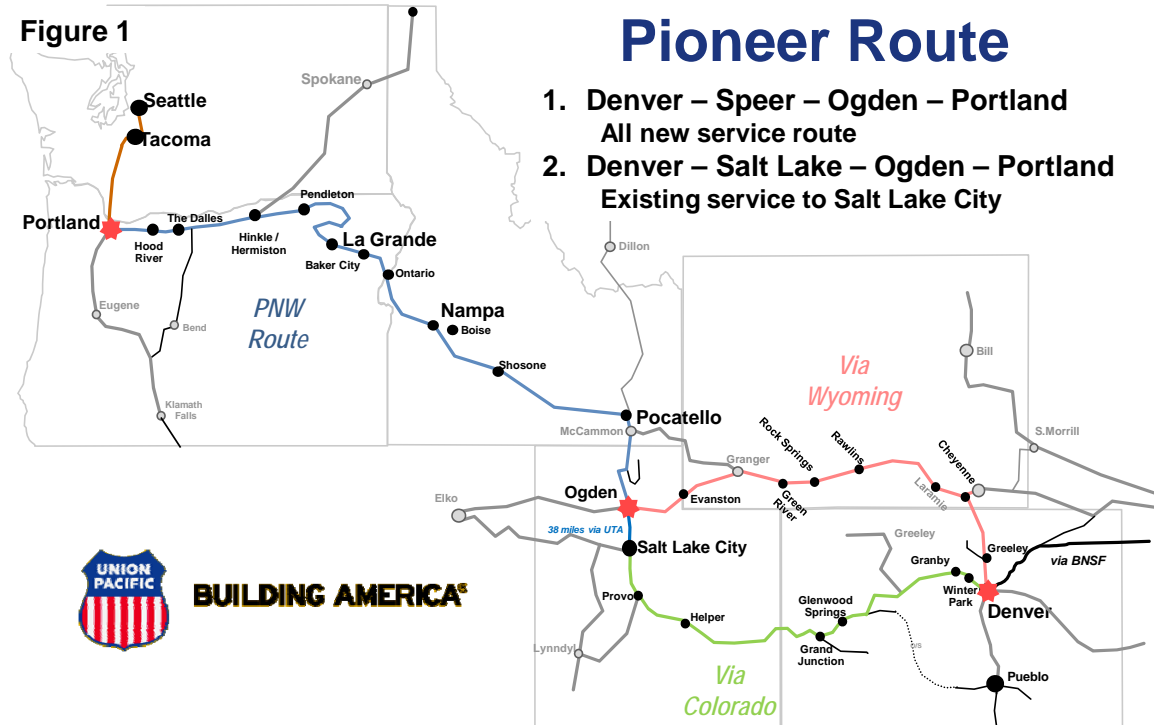 Figure 1
Pioneer Route
1. Denver – Speer – Ogden – Portland
All new service route
2. Denver – Salt Lake – Ogden – Portland
Existing service to Salt Lake City
Spokane
Seattle
Tacoma
Portland
Hood
River
The Dalles
Hinkle /
Hermiston
Pendleton
La Grande
Baker City
Ontario
Eugene
Bend
Klamath
Falls
PNW
Route
Nampa
Boise
Shosone
Dillon
Pocatello
McCammon
Via
Wyoming
Bill
S.Morrill
Granger
Rock Springs
Green
River
Rawlins
Laramie
Cheyenne
Evanston
Ogden
Elko
38 miles via UTA
Salt Lake City
Provo
Helper
Lynndyl
Greeley
Greeley
via BNSF
Granby
Winter
Park
Denver
Glenwood
Springs
Grand
Junction
Via
Colorado
Pueblo
UNION
PACIFIC
BUILDING AMERICA®